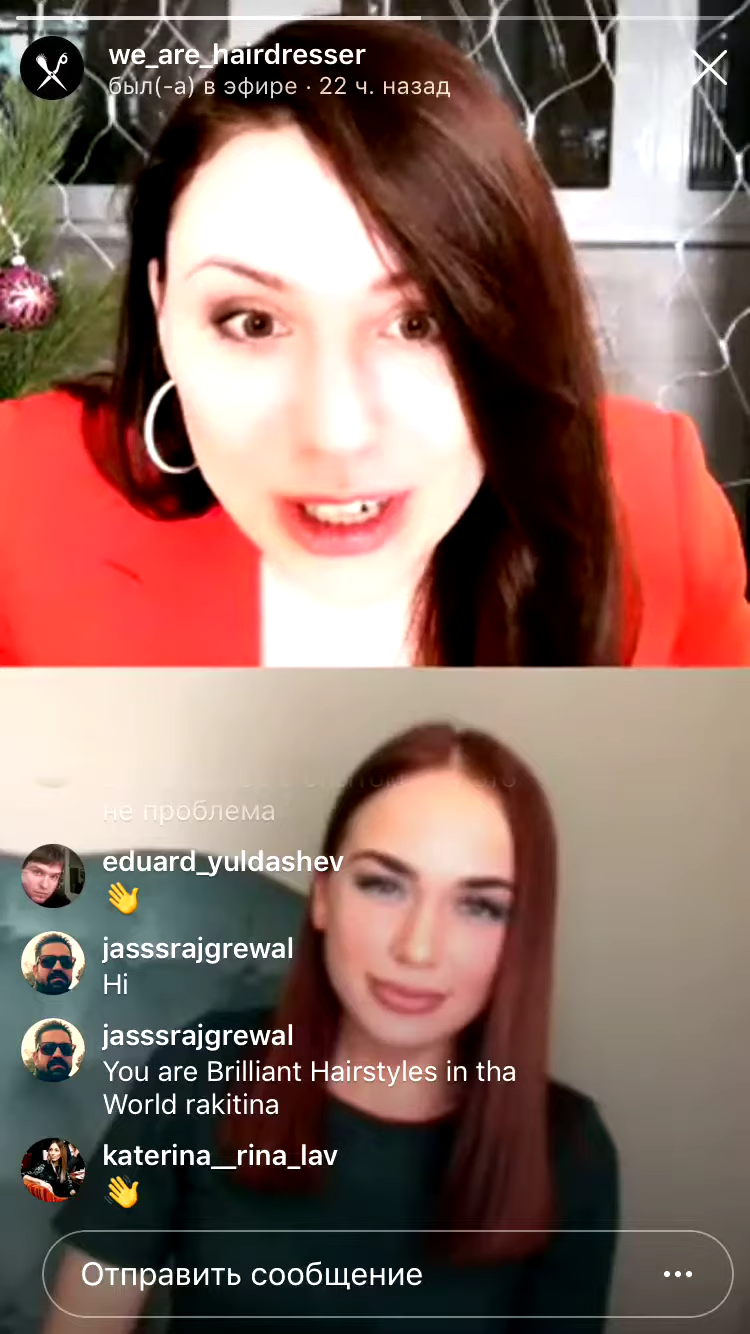 we_are_hairdresser
был(-а) в эфире · 22 ч. назад
не проблема
eduard_yuldashev
👋
jasssrajgrewal
Hi
jasssrajgrewal
You are Brilliant Hairstyles in tha
World rakitina
katerina__rina_lav
👋
Отправить сообщение